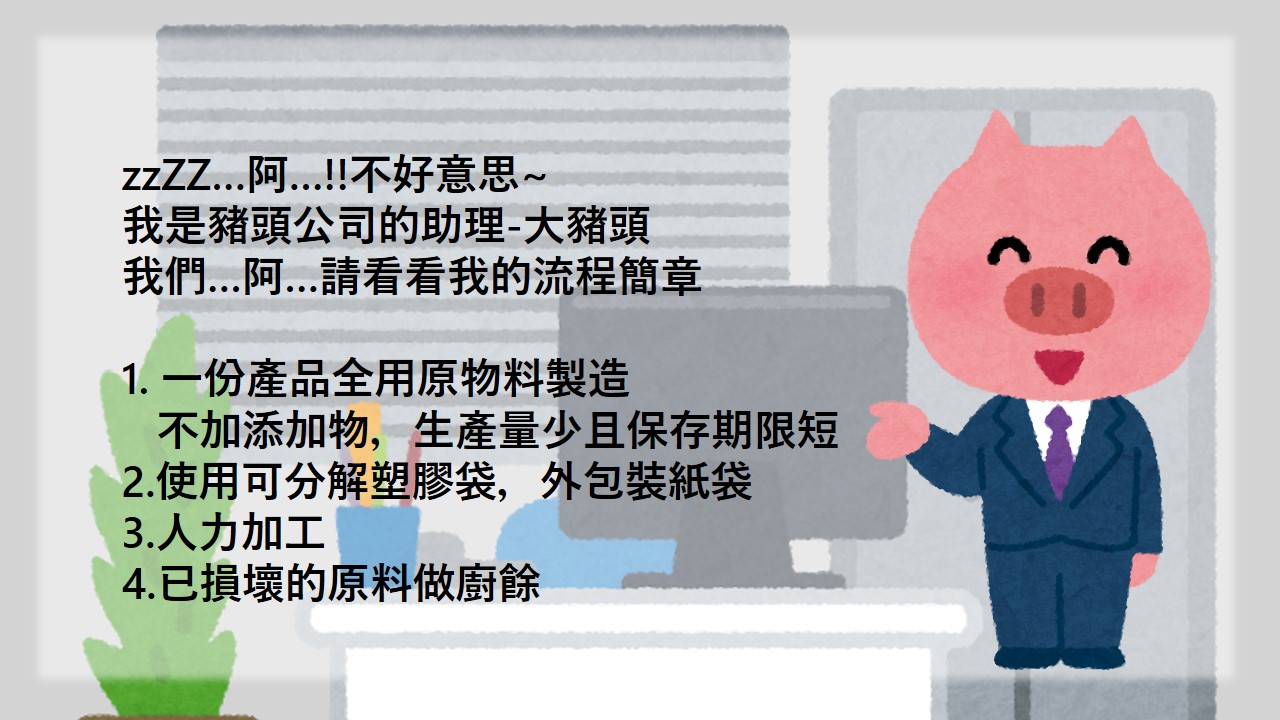 zzZZ...阿...!!不好意思~
我是豬頭公司的助理-大豬頭
我們...阿...請看看我的流程簡章
1. 一份產品全用原物料製造
不加添加物，生產量少且保存期限短
2.使用可分解塑膠袋，外包裝紙袋
3.人力加工
4.已損壞的原料做廚餘